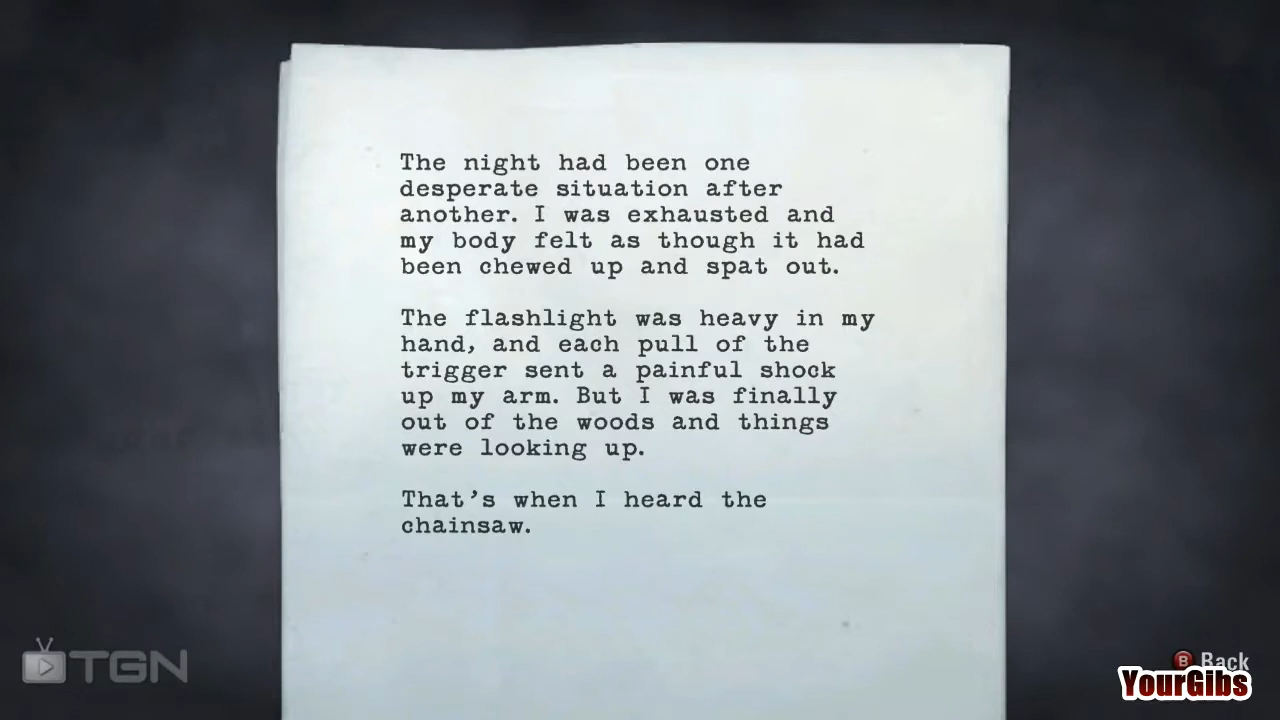 The night had been one
desperate situation after
another. I was exhausted and
my body felt as though it had
been chewed up and spat out.
The flashlight was heavy in my
hand, and each pull of the
trigger sent a painful shock
up my arm. But I was finally
out of the woods and things
were looking up.
That's when I heard the
chainsaw.
TGN
B Back
YourGibs